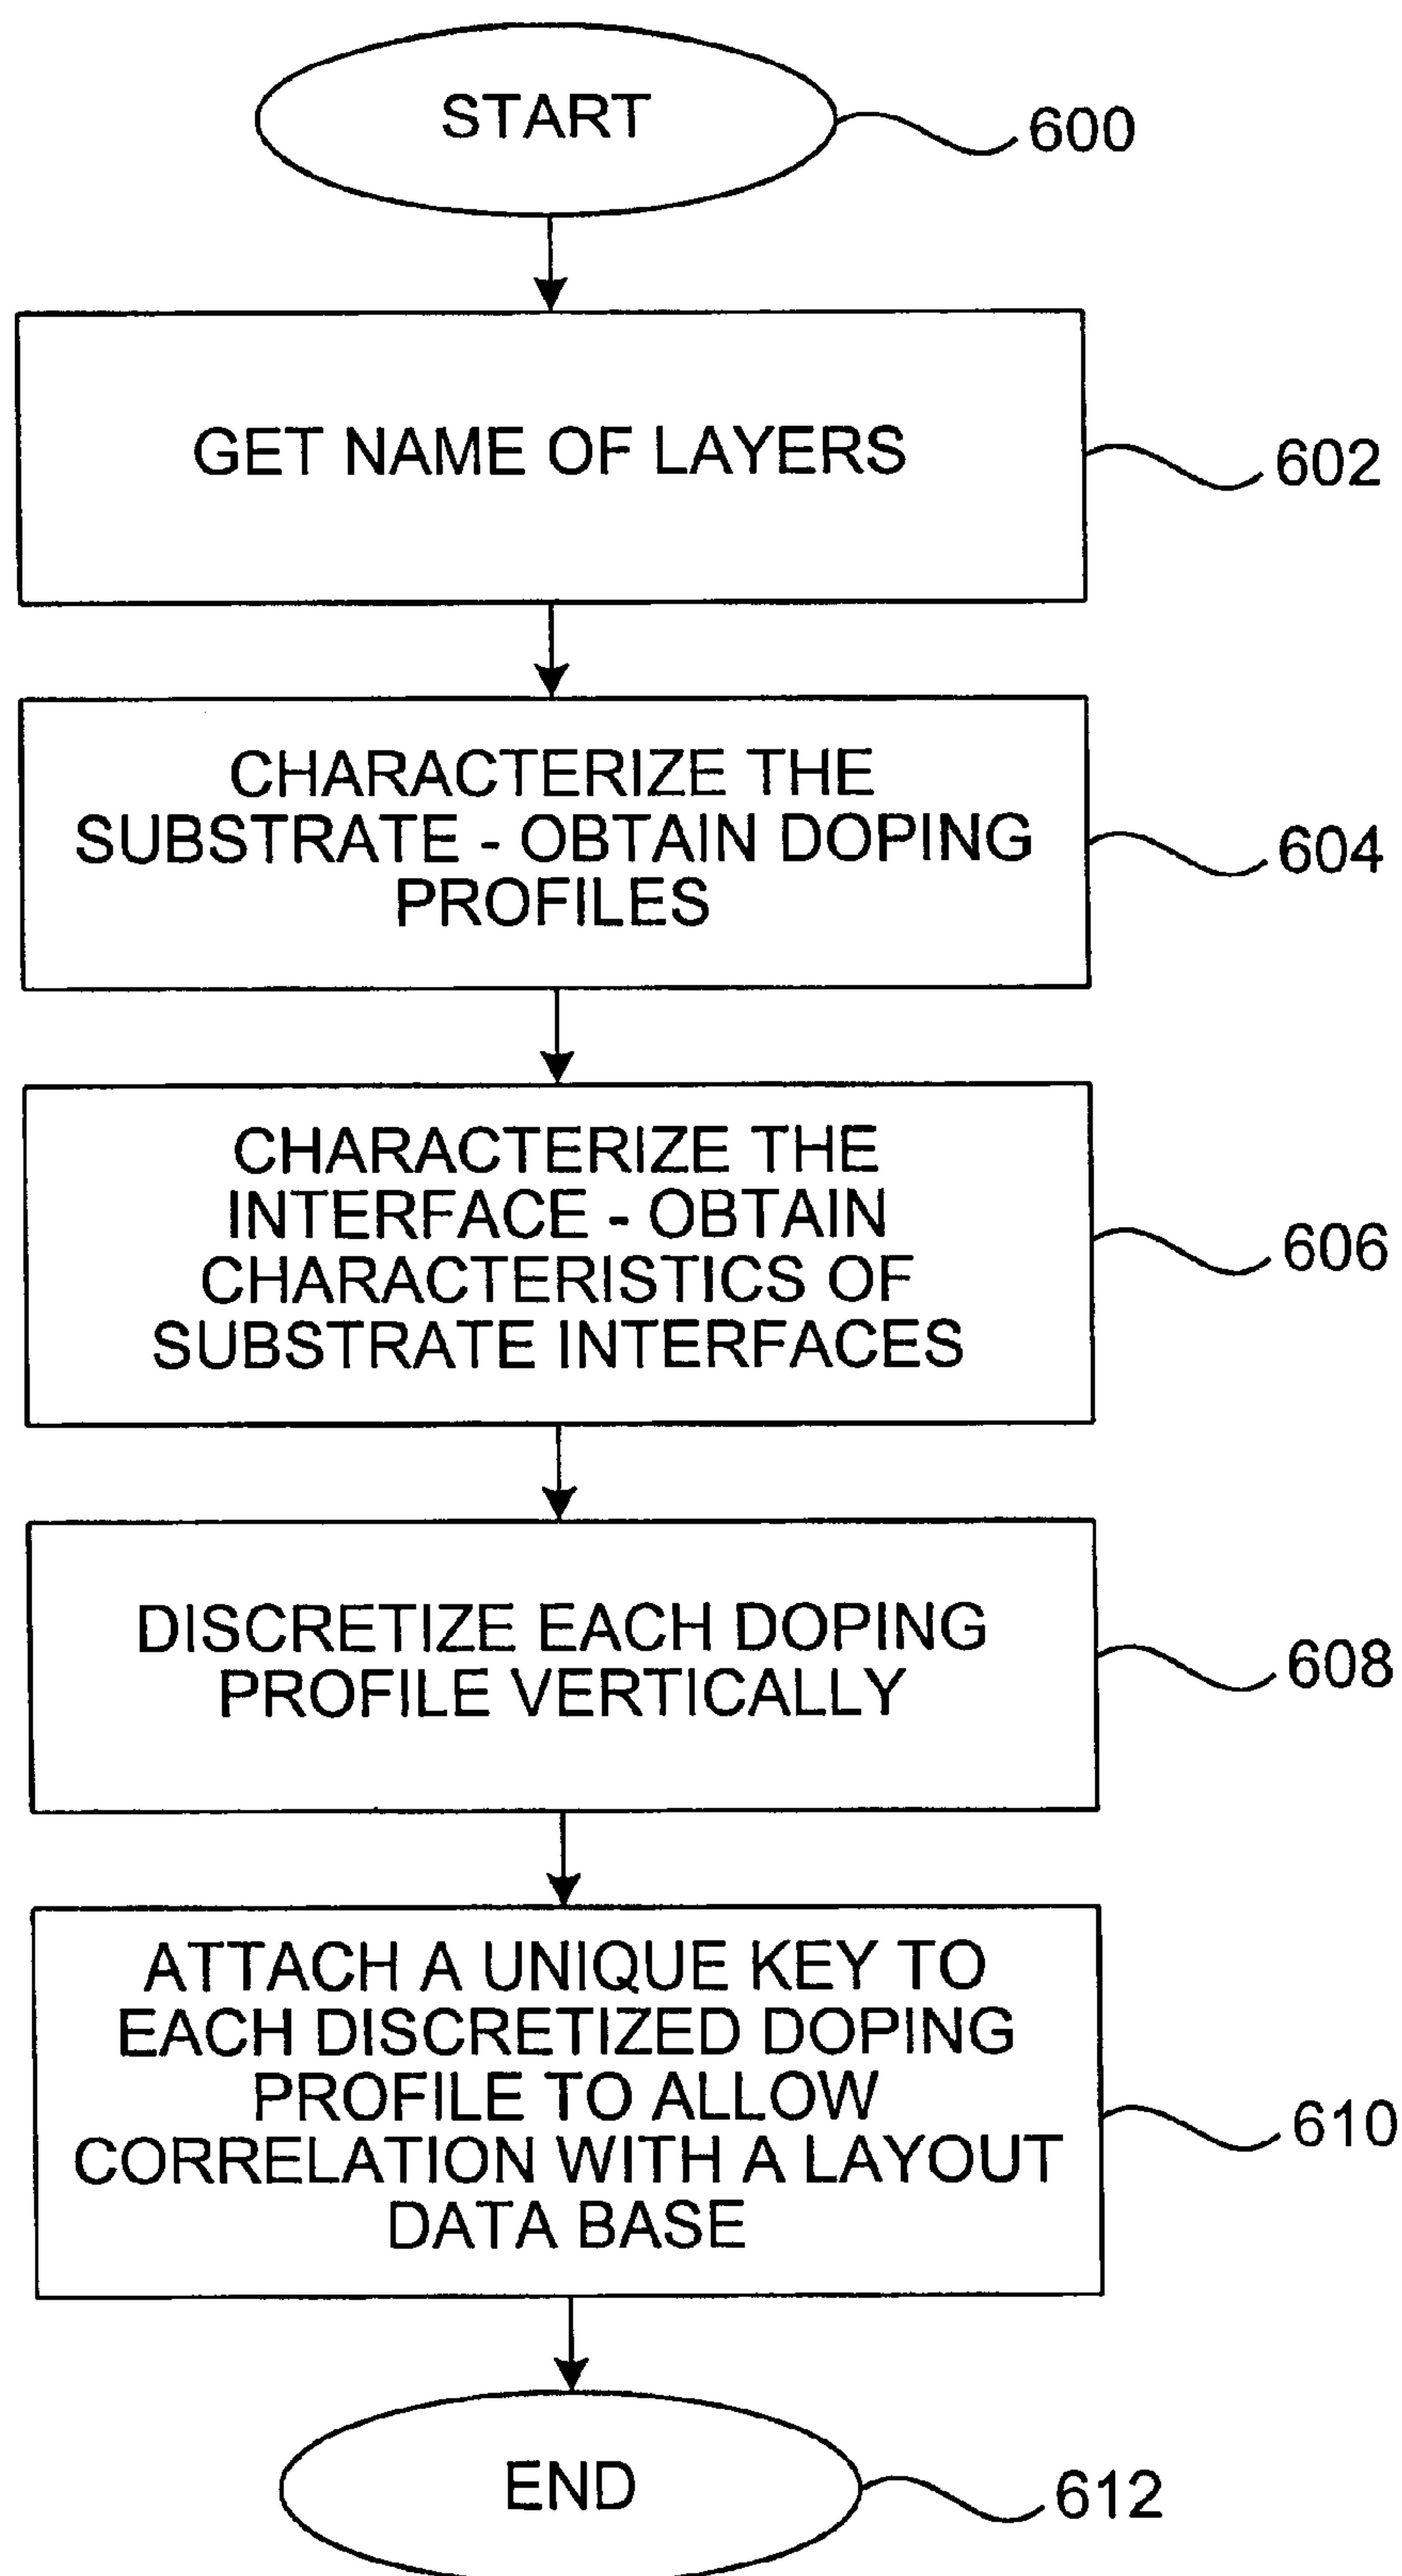 START
600
GET NAME OF LAYERS
602
CHARACTERIZE THE
SUBSTRATE - OBTAIN DOPING
PROFILES
604
CHARACTERIZE THE
INTERFACE - OBTAIN
CHARACTERISTICS OF
SUBSTRATE INTERFACES
606
DISCRETIZE EACH DOPING
PROFILE VERTICALLY
608
ATTACH A UNIQUE KEY TO
EACH DISCRETIZED DOPING
PROFILE TO ALLOW
CORRELATION WITH A LAYOUT
DATA BASE
610
END
612